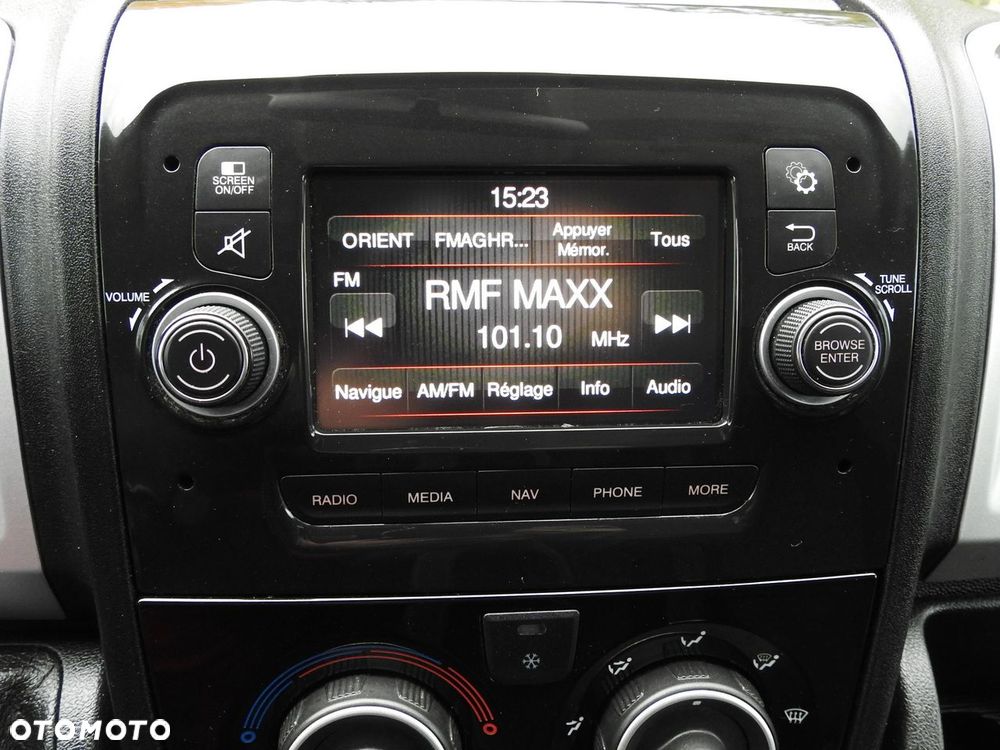 SCREEN
ON/OFF
VOLUME
15:23
ORIENT FMAGHR... Appuyer Mémor. Tous
FM
RMF MAXX
101.10 MHz
Navigue AM/FM Réglage Info Audio
BACK
TUNE
SCROLL
BROWSE
ENTER
RADIO MEDIA NAV PHONE MORE
OTOMOTO